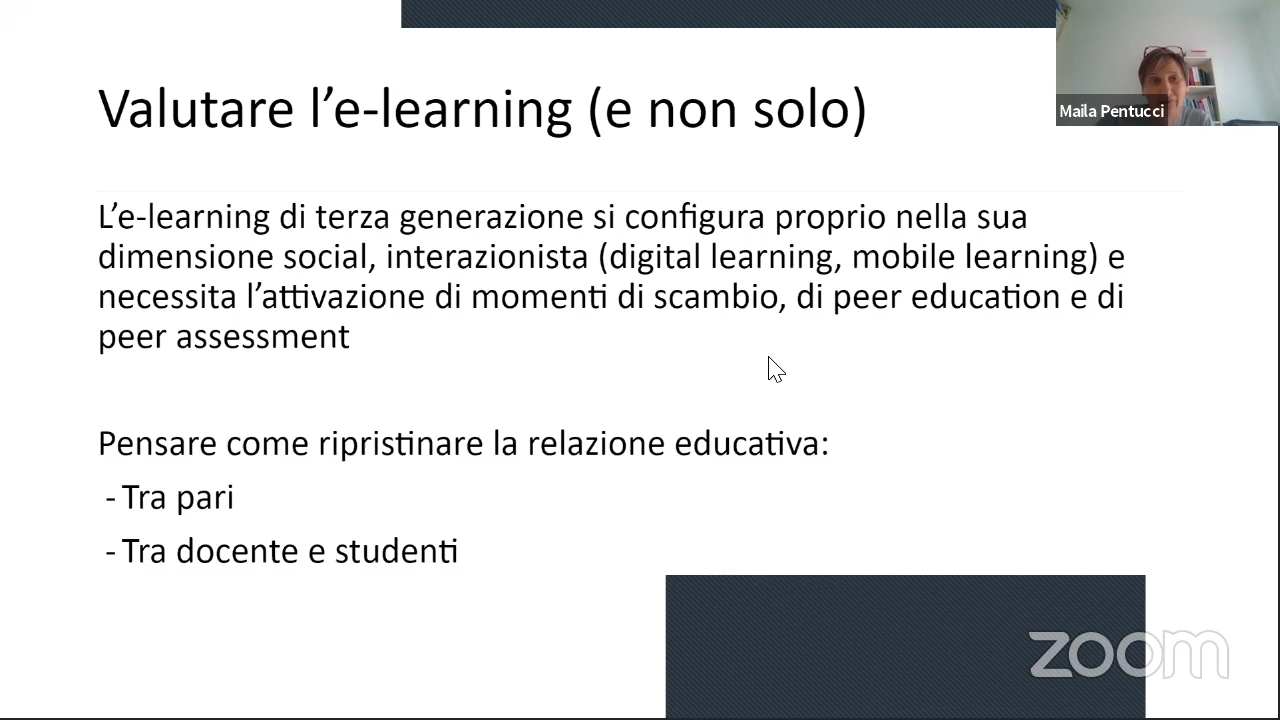 Valutare l’e-learning (e non solo)
Maila Pentucci
L’e-learning di terza generazione si configura proprio nella sua
dimensione social, interazionista (digital learning, mobile learning) e
necessita l’attivazione di momenti di scambio, di peer education e di
peer assessment
Pensare come ripristinare la relazione educativa:
- Tra pari
- Tra docente e studenti
zoom